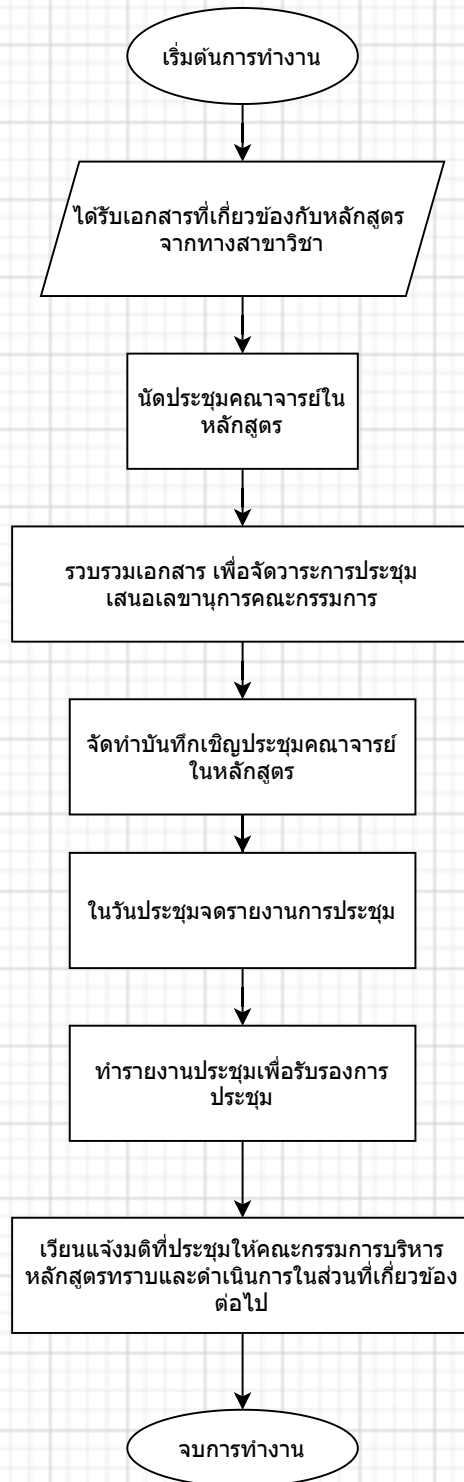 เริ่มต้นการทำงาน
ได้รับเอกสารที่เกี่ยวข้องกับหลักสูตร
จากทางสาขาวิชา
นัดประชุมคณาจารย์ใน
หลักสูตร
รวบรวมเอกสาร เพื่อจัดวาระการประชุม
เสนอเลขานุการคณะกรรมการ
จัดทำบันทึกเชิญประชุมคณาจารย์
ในหลักสูตร
ในวันประชุมจดรายงานการประชุม
ทำรายงานประชุมเพื่อรับรองการ
ประชุม
เวียนแจ้งมติที่ประชุมให้คณะกรรมการบริหาร
หลักสูตรทราบและดำเนินการในส่วนที่เกี่ยวข้อง
ต่อไป
จบการทำงาน